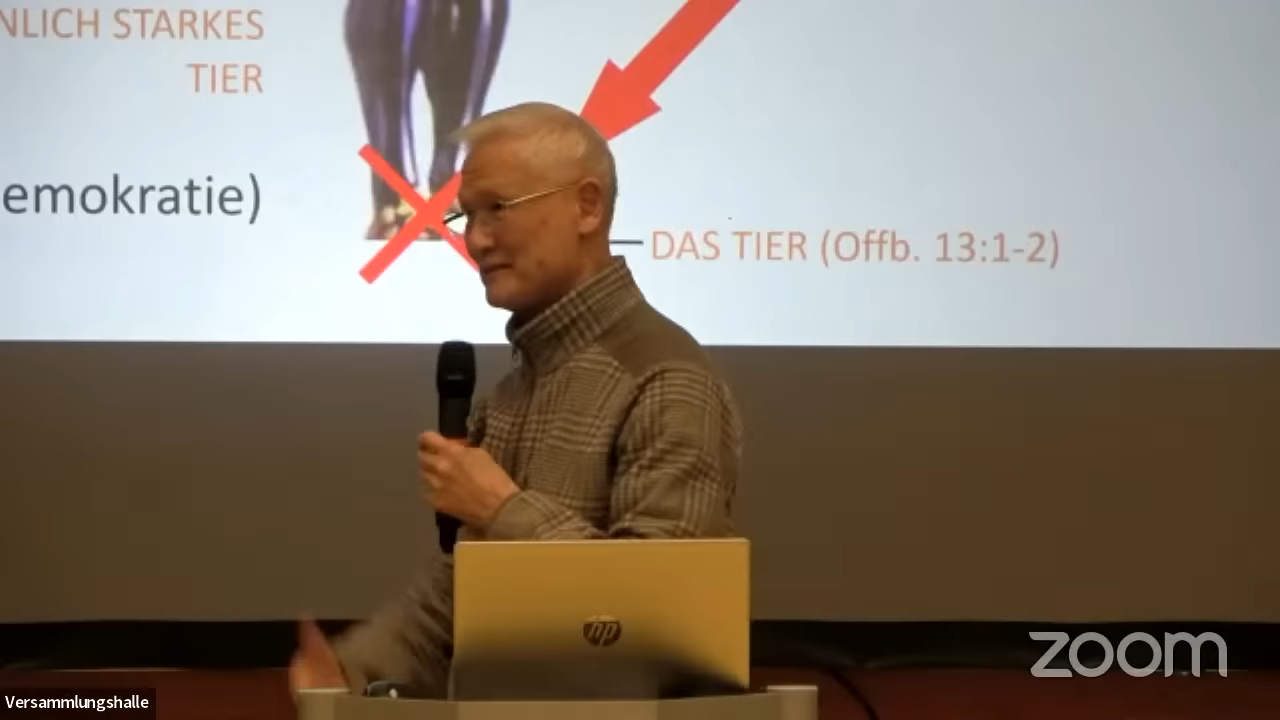 NLICH STARKES
TIER
emokratie)
DAS TIER (Offb. 13:1-2)
hp
zoom
Versammlungshalle